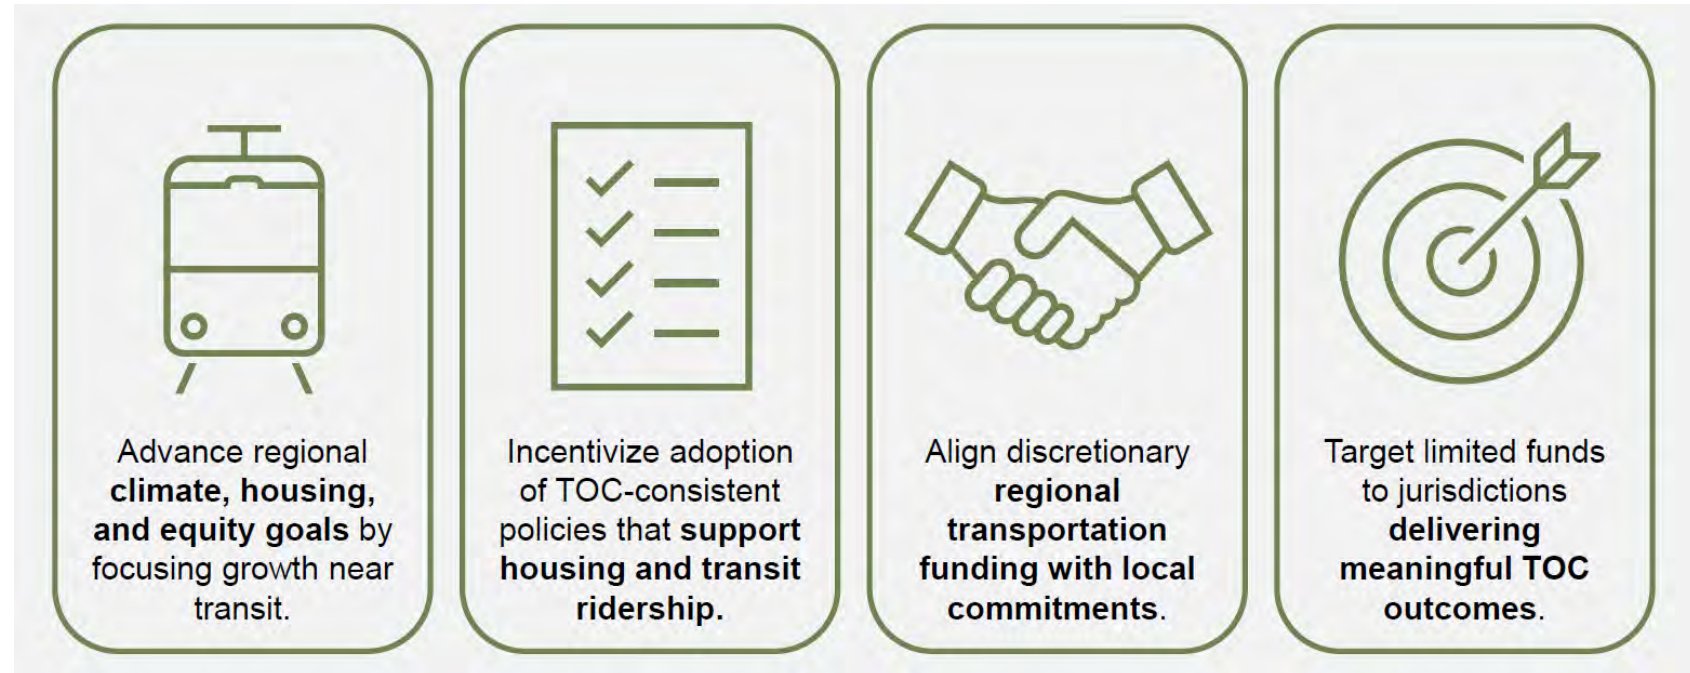 Advance regional
climate, housing,
and equity goals by
focusing growth near
transit.
Incentivize adoption
of TOC-consistent
policies that support
housing and transit
ridership.
Align discretionary
regional
transportation
funding with local
commitments.
Target limited funds
to jurisdictions
delivering
meaningful TOC
outcomes.